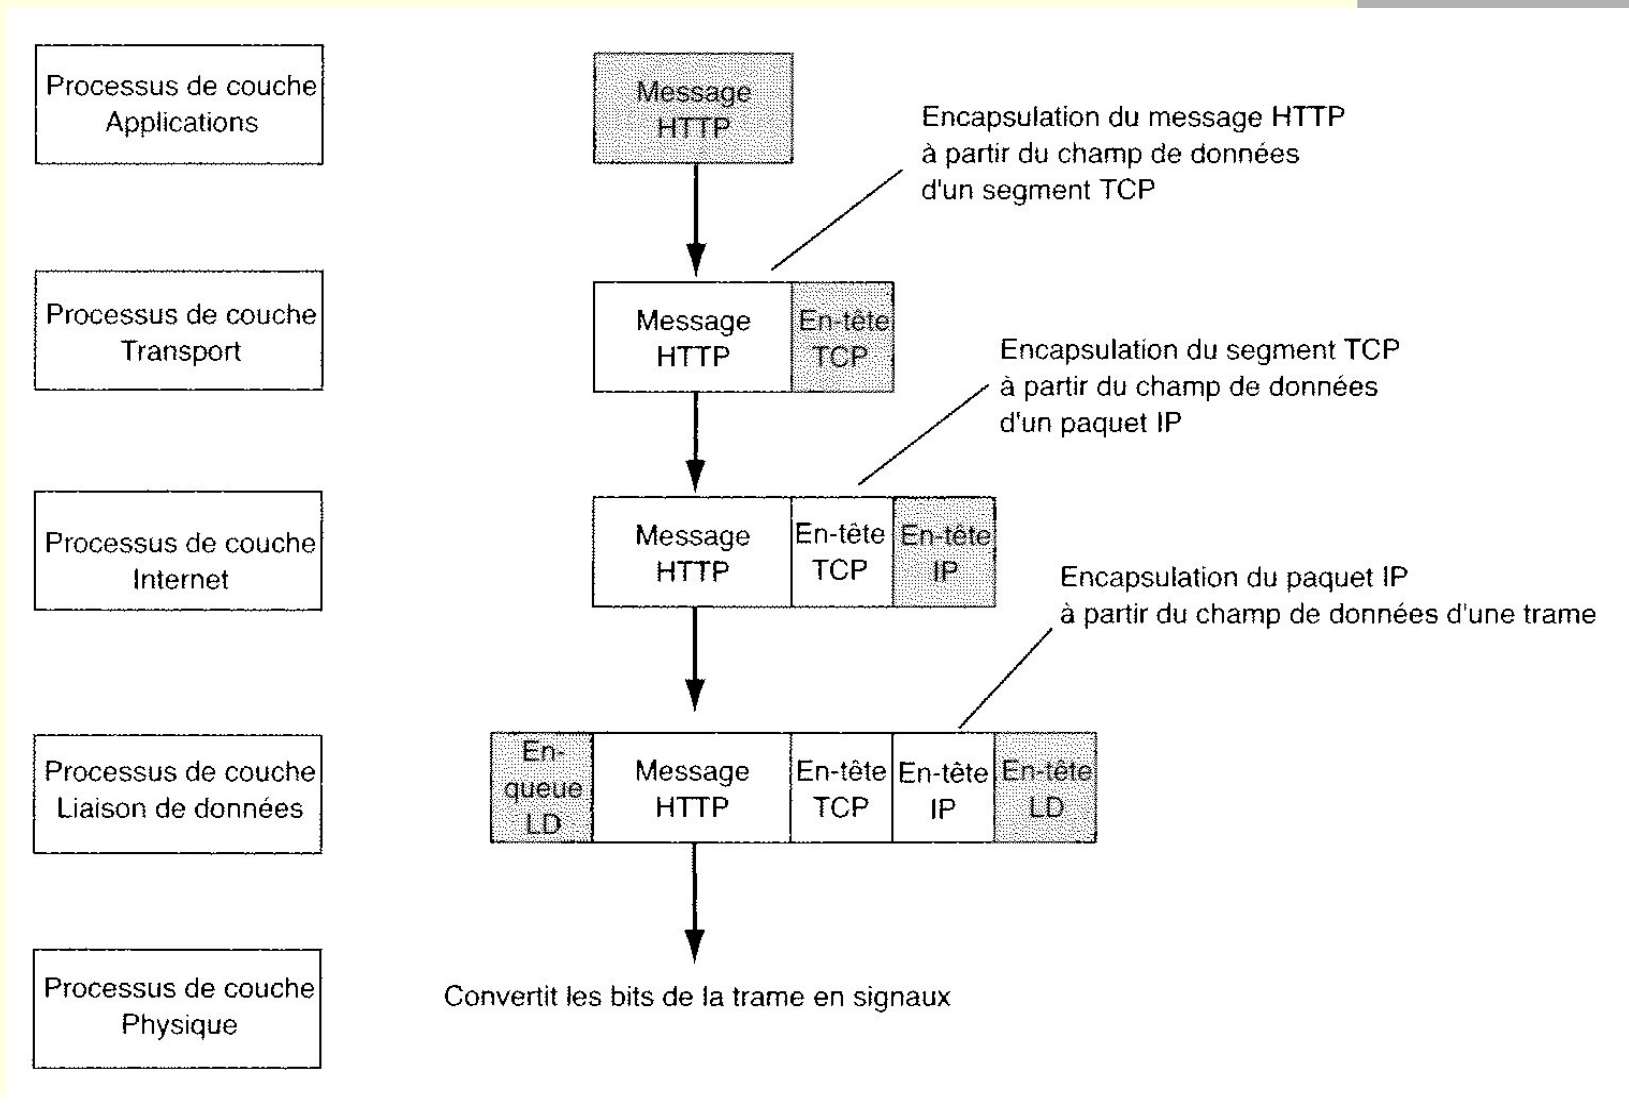 Processus de couche
Applications
Message
HTTP
Encapsulation du message HTTP
à partir du champ de données
d'un segment TCP
Processus de couche
Transport
Message
HTTP
En-tête
TCP
Encapsulation du segment TCP
à partir du champ de données
d'un paquet IP
Processus de couche
Internet
Message
HTTP
En-tête
TCP
En-tête
IP
Encapsulation du paquet IP
à partir du champ de données d'une trame
Processus de couche
Liaison de données
En-
queue
LD
Message
HTTP
En-tête
TCP
En-tête
IP
En-tête
LD
Processus de couche
Physique
Convertit les bits de la trame en signaux